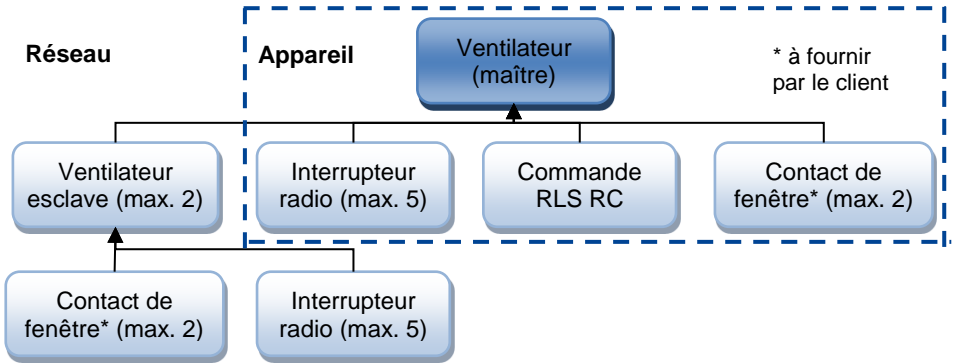 Réseau
Appareil
Ventilateur
(maître)
* à fournir
par le client
Ventilateur
esclave (max. 2)
Interrupteur
radio (max. 5)
Commande
RLS RC
Contact de
fenêtre* (max. 2)
Contact de
fenêtre* (max. 2)
Interrupteur
radio (max. 5)